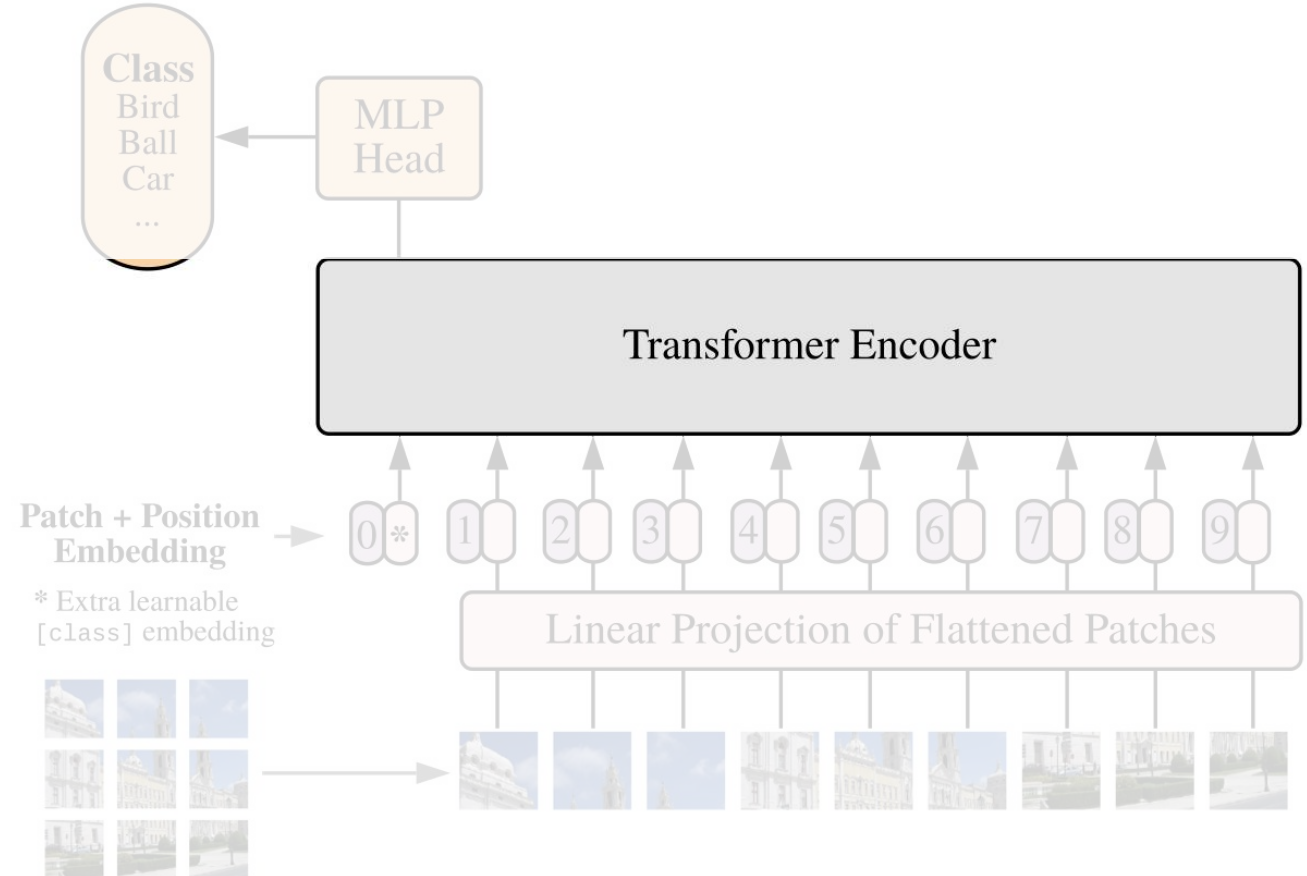 Class
Bird
Ball
Car
...
MLP
Head
Transformer Encoder
Patch + Position
Embedding
0 * 1 2 3 4 5 6 7 8 9
* Extra learnable
[class] embedding
Linear Projection of Flattened Patches